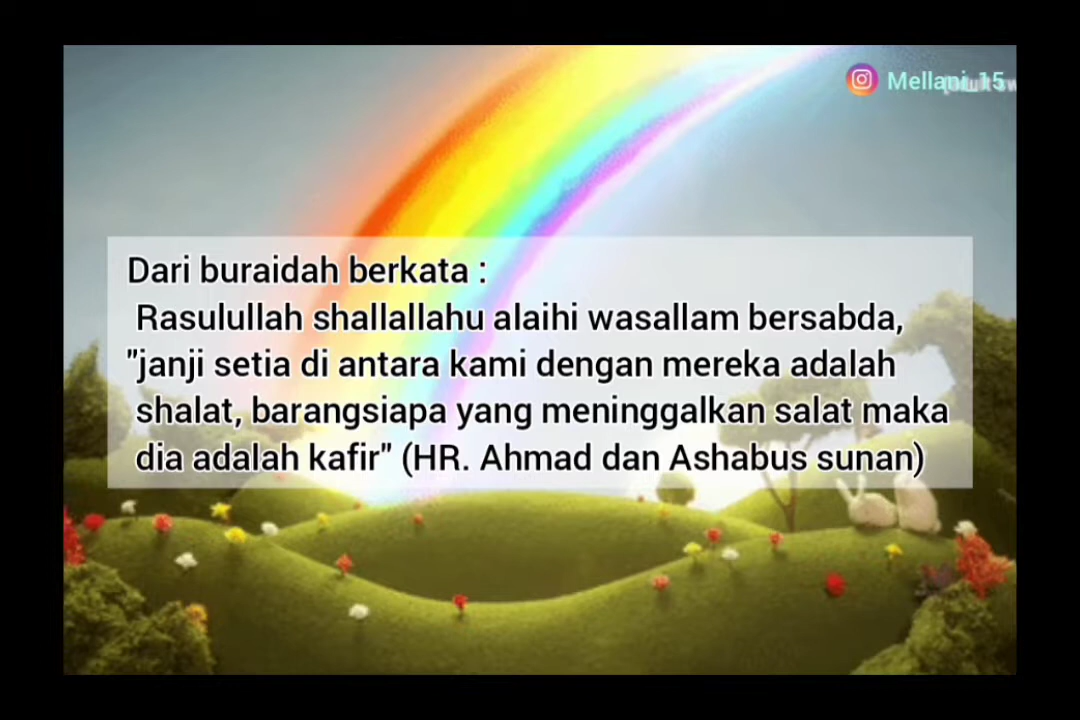 Mellani_15
Dari buraidah berkata :
Rasulullah shallallahu alaihi wasallam bersabda,
"janji setia di antara kami dengan mereka adalah
shalat, barangsiapa yang meninggalkan salat maka
dia adalah kafir" (HR. Ahmad dan Ashabus sunan)